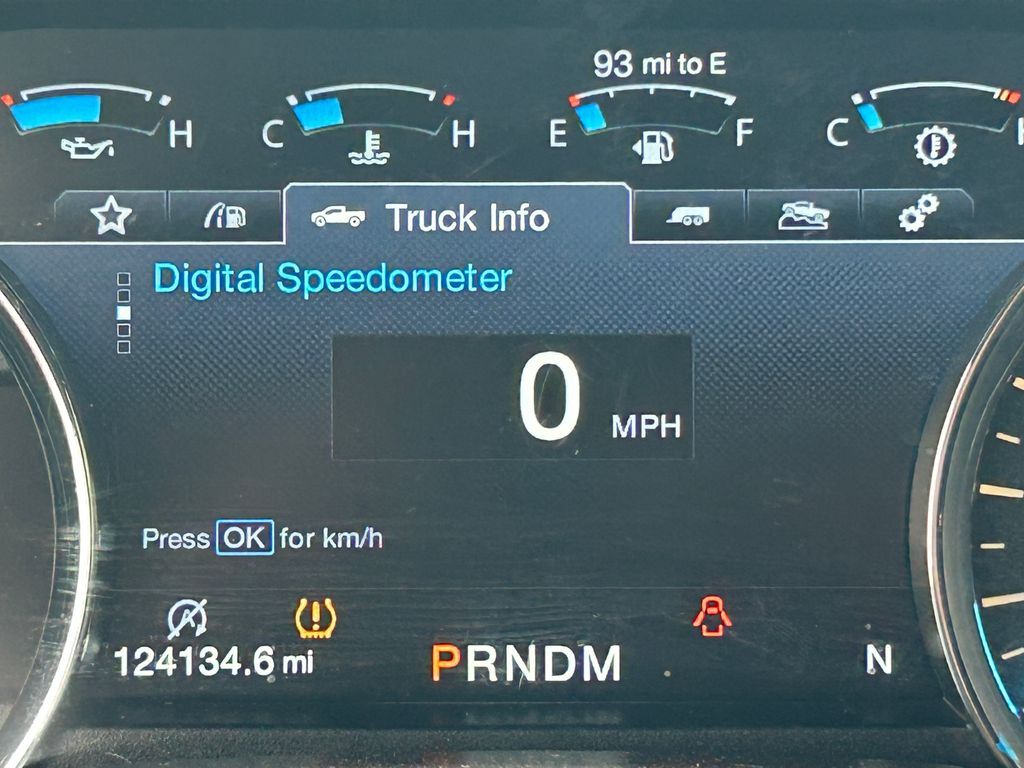 93 mi to E
H
C H
E F
C
Truck Info
Digital Speedometer
0 MPH
Press OK for km/h
124134.6 mi
PRNDM
N